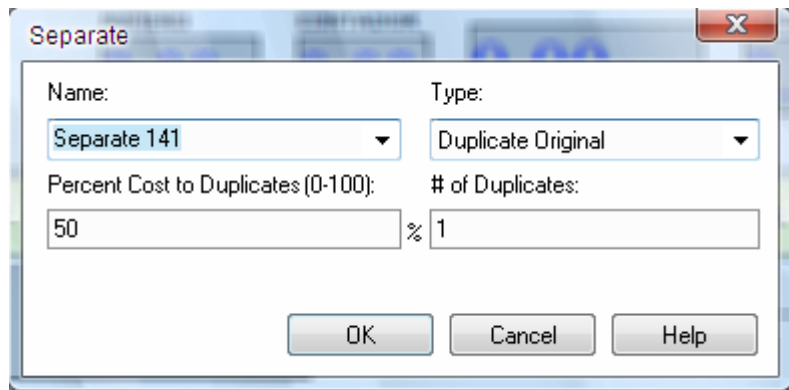 Separate
Name: Type:
Separate 141 Duplicate Original
Percent Cost to Duplicates (0-100): # of Duplicates:
50 % 1
OK Cancel Help